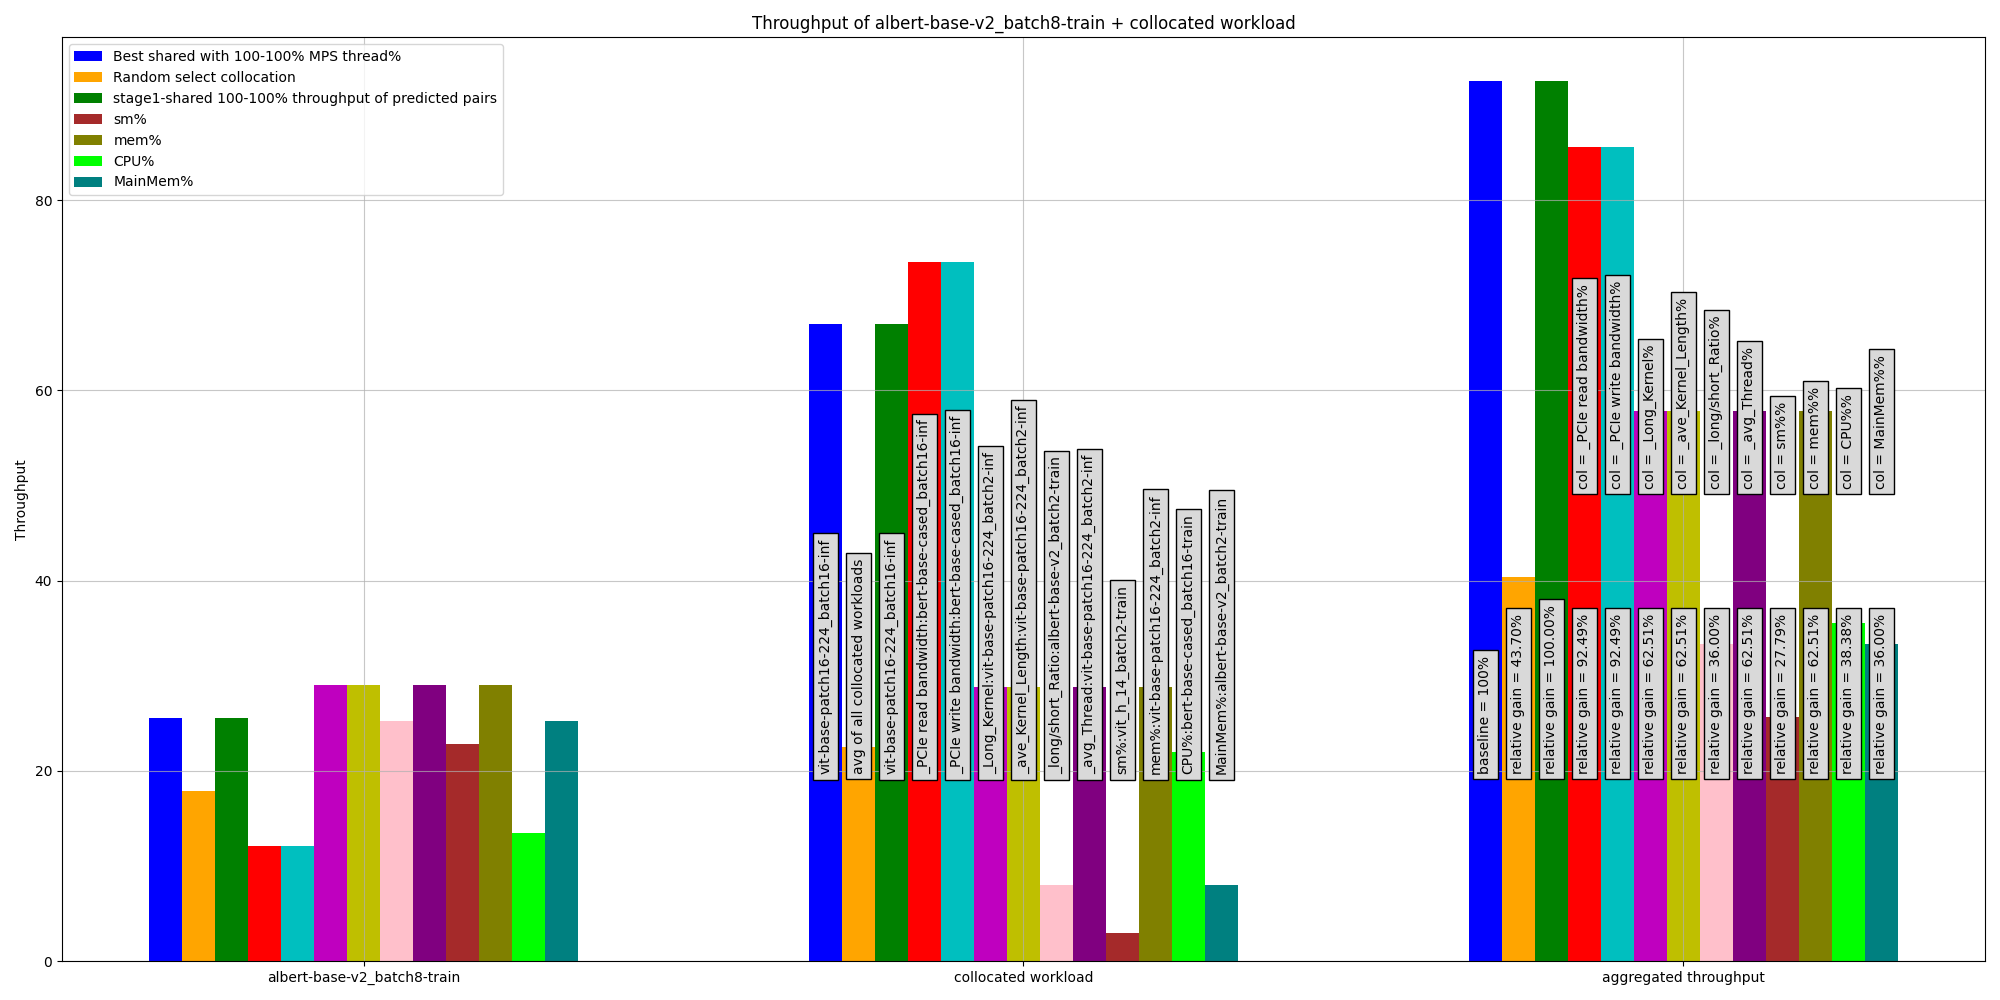 Throughput of albert-base-v2_batch8-train + collocated workload
Best shared with 100-100% MPS thread%
Random select collocation
stage1-shared 100-100% throughput of predicted pairs
sm%
mem%
CPU%
MainMem%
Throughput
80
60
40
20
0
vit-base-patch16-224_batch16-inf
avg of all collocated workloads
vit-base-patch16-224_batch16-inf
_PCIe read bandwidth:bert-base-cased_batch16-inf
_PCIe write bandwidth:bert-base-cased_batch16-inf
_Long_Kernel:vit-base-patch16-224_batch2-inf
_ave_Kernel_Length:vit-base-patch16-224_batch2-inf
_long/short_Ratio:albert-base-v2_batch2-train
_avg_Thread:vit-base-patch16-224_batch2-inf
sm%:vit_h_14_batch2-train
mem%:vit-base-patch16-224_batch2-inf
CPU%:bert-base-cased_batch16-train
MainMem%:albert-base-v2_batch2-train
col = _PCIe read bandwidth%
col = _PCIe write bandwidth%
col = _Long_Kernel%
col = _ave_Kernel_Length%
col = _long/short_Ratio%
col = _avg_Thread%
col = sm%%
col = mem%%
col = CPU%%
col = MainMem%%
baseline = 100%
relative gain = 43.70%
relative gain = 100.00%
relative gain = 92.49%
relative gain = 92.49%
relative gain = 62.51%
relative gain = 62.51%
relative gain = 36.00%
relative gain = 62.51%
relative gain = 27.79%
relative gain = 62.51%
relative gain = 38.38%
relative gain = 36.00%
albert-base-v2_batch8-train
collocated workload
aggregated throughput